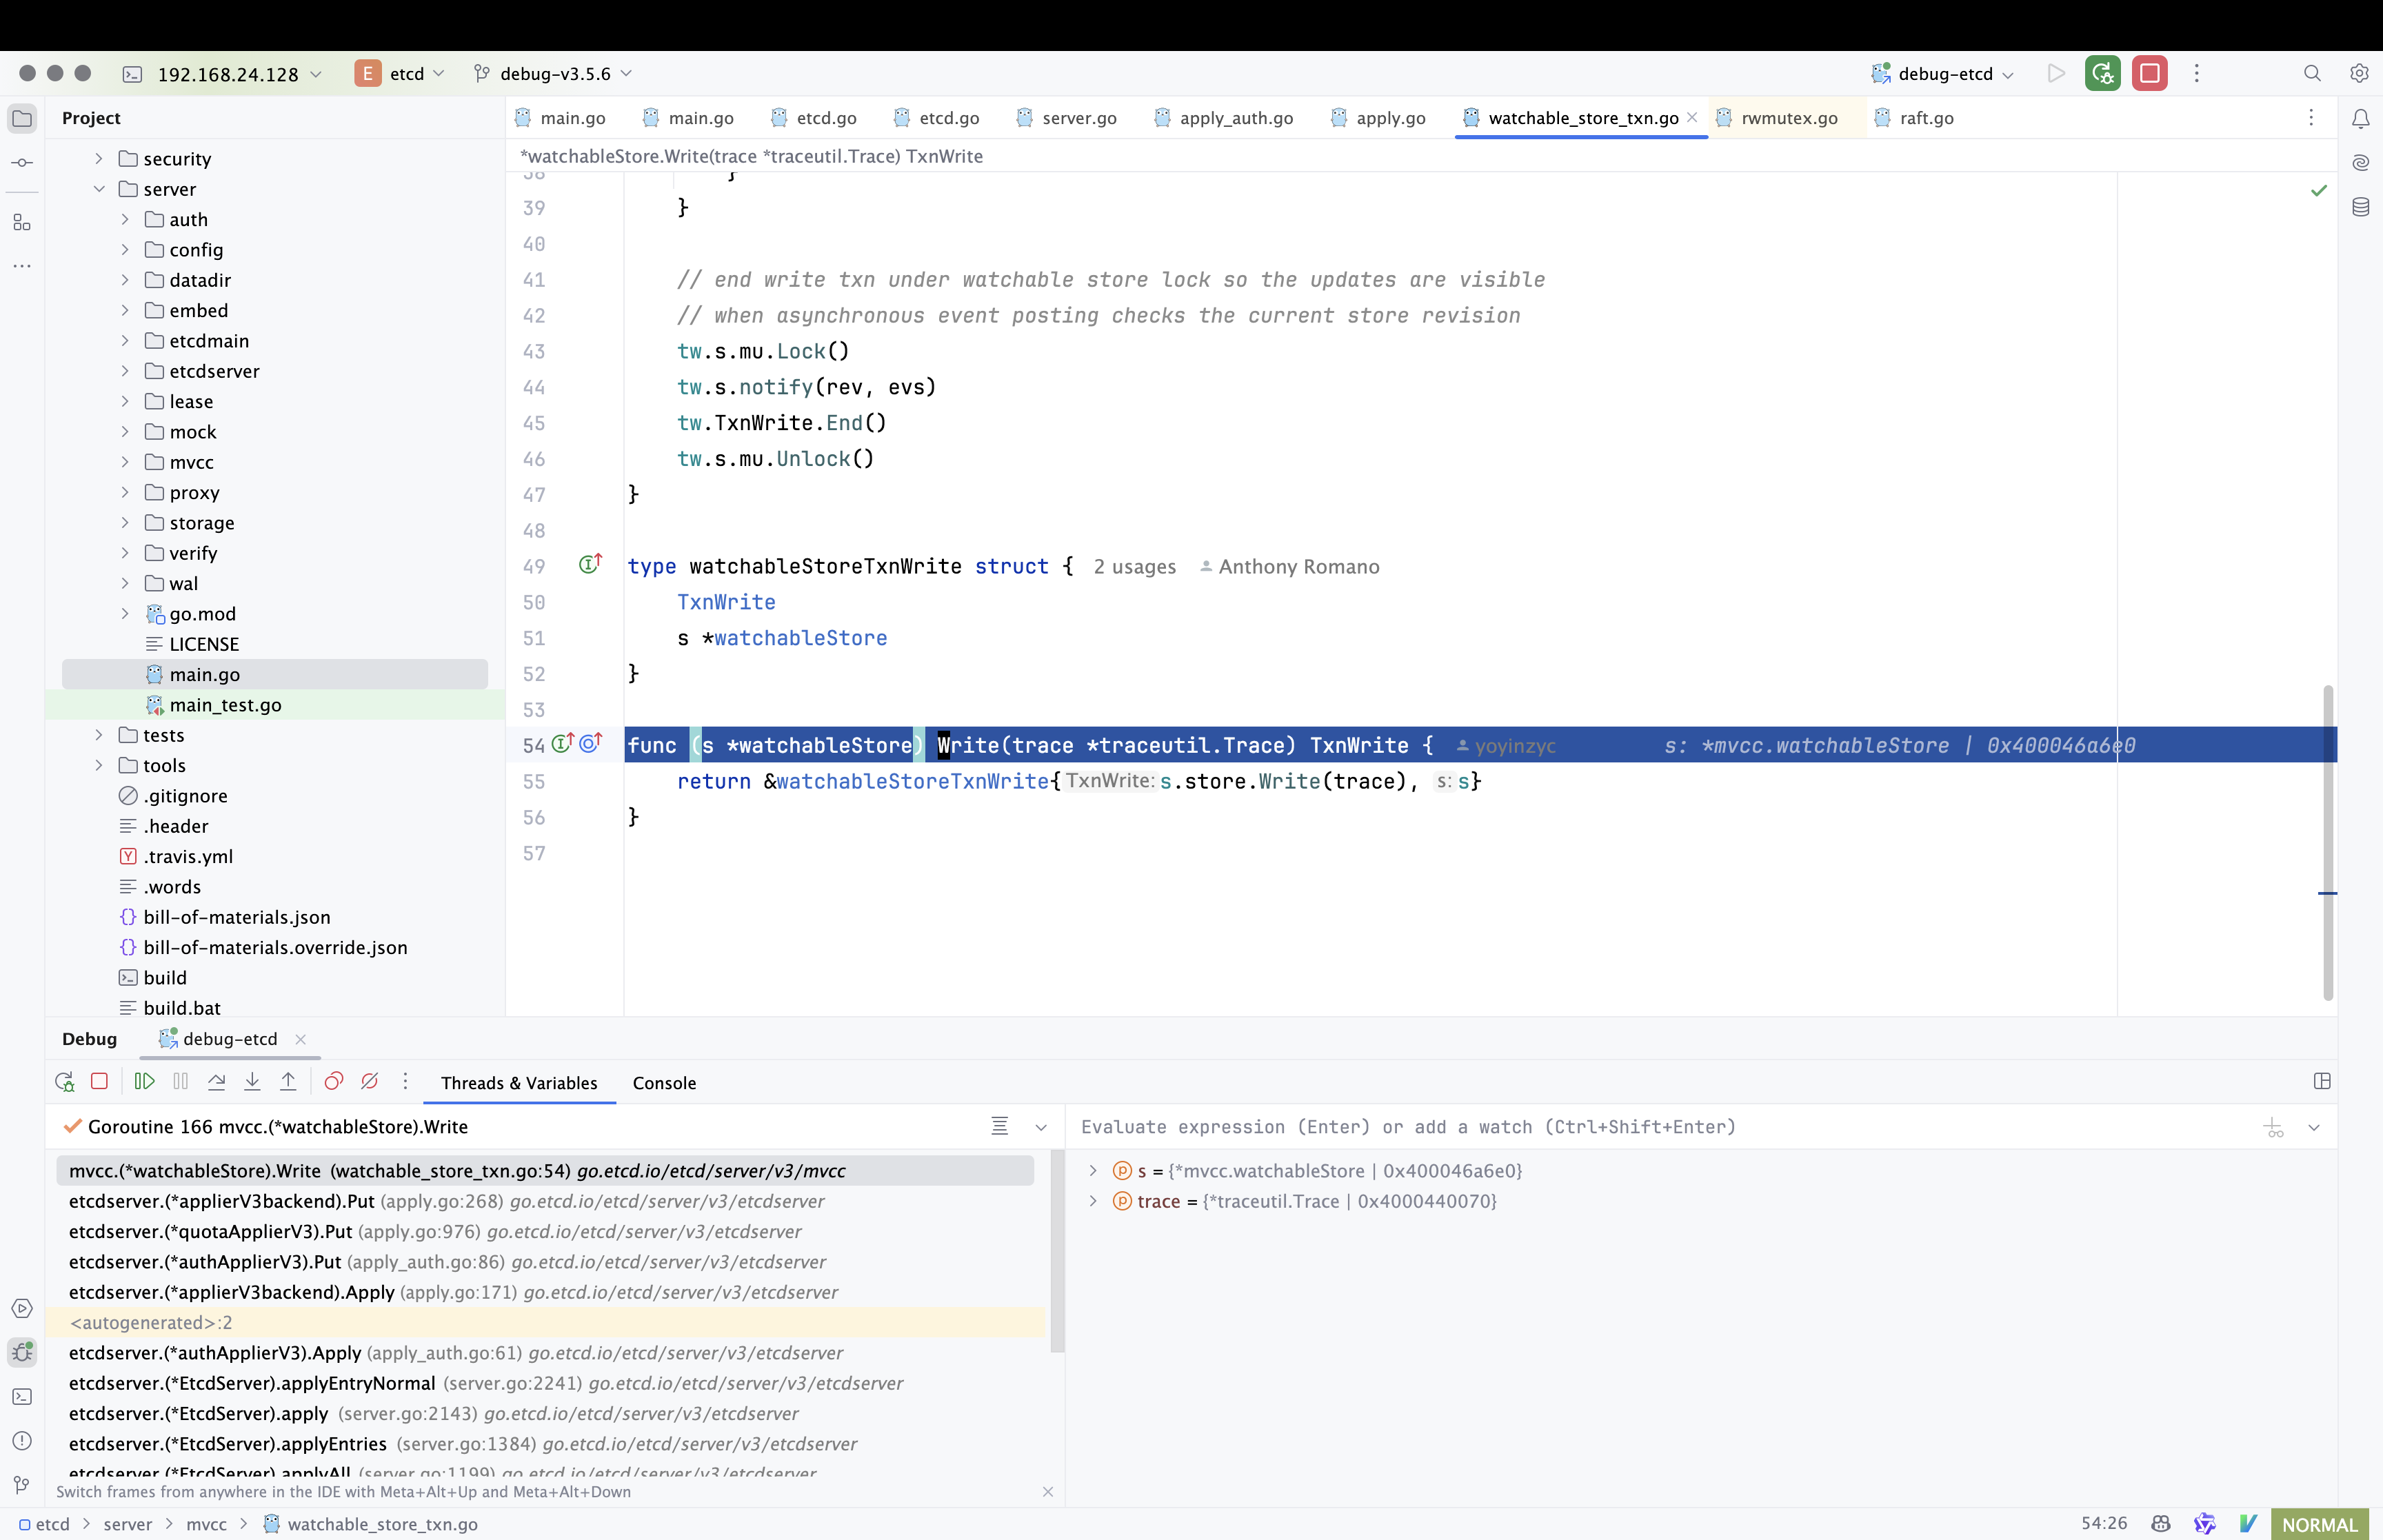 192.168.24.128
E etcd
debug-v3.5.6
debug-etcd
Project
main.go
main.go
etcd.go
etcd.go
server.go
apply_auth.go
apply.go
watchable_store_txn.go
rwmutex.go
raft.go
*watchableStore.Write(trace *traceutil.Trace) TxnWrite
security
server
auth
config
datadir
embed
etcdmain
etcdserver
lease
mock
mvcc
proxy
storage
verify
wal
go.mod
LICENSE
main.go
main_test.go
tests
tools
.gitignore
.header
.travis.yml
.words
bill-of-materials.json
bill-of-materials.override.json
build
build.bat
38 }
39 }
40
41 // end write txn under watchable store lock so the updates are visible
42 // when asynchronous event posting checks the current store revision
43 tw.s.mu.Lock()
44 tw.s.notify(rev, evs)
45 tw.TxnWrite.End()
46 tw.s.mu.Unlock()
47 }
48
49 type watchableStoreTxnWrite struct { 2 usages Anthony Romano
50 TxnWrite
51 s *watchableStore
52 }
53
54 func (s *watchableStore) Write(trace *traceutil.Trace) TxnWrite { yoyinzyc s: *mvcc.watchableStore | 0x400046a6e0
55 return &watchableStoreTxnWrite{ TxnWrite: s.store.Write(trace), s: s}
56 }
57
Debug
debug-etcd
Threads & Variables
Console
Goroutine 166 mvcc.(*watchableStore).Write
mvcc.(*watchableStore).Write (watchable_store_txn.go:54) go.etcd.io/etcd/server/v3/mvcc
etcdserver.(*applierV3backend).Put (apply.go:268) go.etcd.io/etcd/server/v3/etcdserver
etcdserver.(*quotaApplierV3).Put (apply.go:976) go.etcd.io/etcd/server/v3/etcdserver
etcdserver.(*authApplierV3).Put (apply_auth.go:86) go.etcd.io/etcd/server/v3/etcdserver
etcdserver.(*applierV3backend).Apply (apply.go:171) go.etcd.io/etcd/server/v3/etcdserver
<autogenerated>:2
etcdserver.(*authApplierV3).Apply (apply_auth.go:61) go.etcd.io/etcd/server/v3/etcdserver
etcdserver.(*EtcdServer).applyEntryNormal (server.go:2241) go.etcd.io/etcd/server/v3/etcdserver
etcdserver.(*EtcdServer).apply (server.go:2143) go.etcd.io/etcd/server/v3/etcdserver
etcdserver.(*EtcdServer).applyEntries (server.go:1384) go.etcd.io/etcd/server/v3/etcdserver
etcdserver.(*EtcdServer).applyAll (server.go:1199) go.etcd.io/etcd/server/v3/etcdserver
Switch frames from anywhere in the IDE with Meta+Alt+Up and Meta+Alt+Down
Evaluate expression (Enter) or add a watch (Ctrl+Shift+Enter)
s = {*mvcc.watchableStore | 0x400046a6e0}
trace = {*traceutil.Trace | 0x4000440070}
etcd > server > mvcc > watchable_store_txn.go
54:26
NORMAL